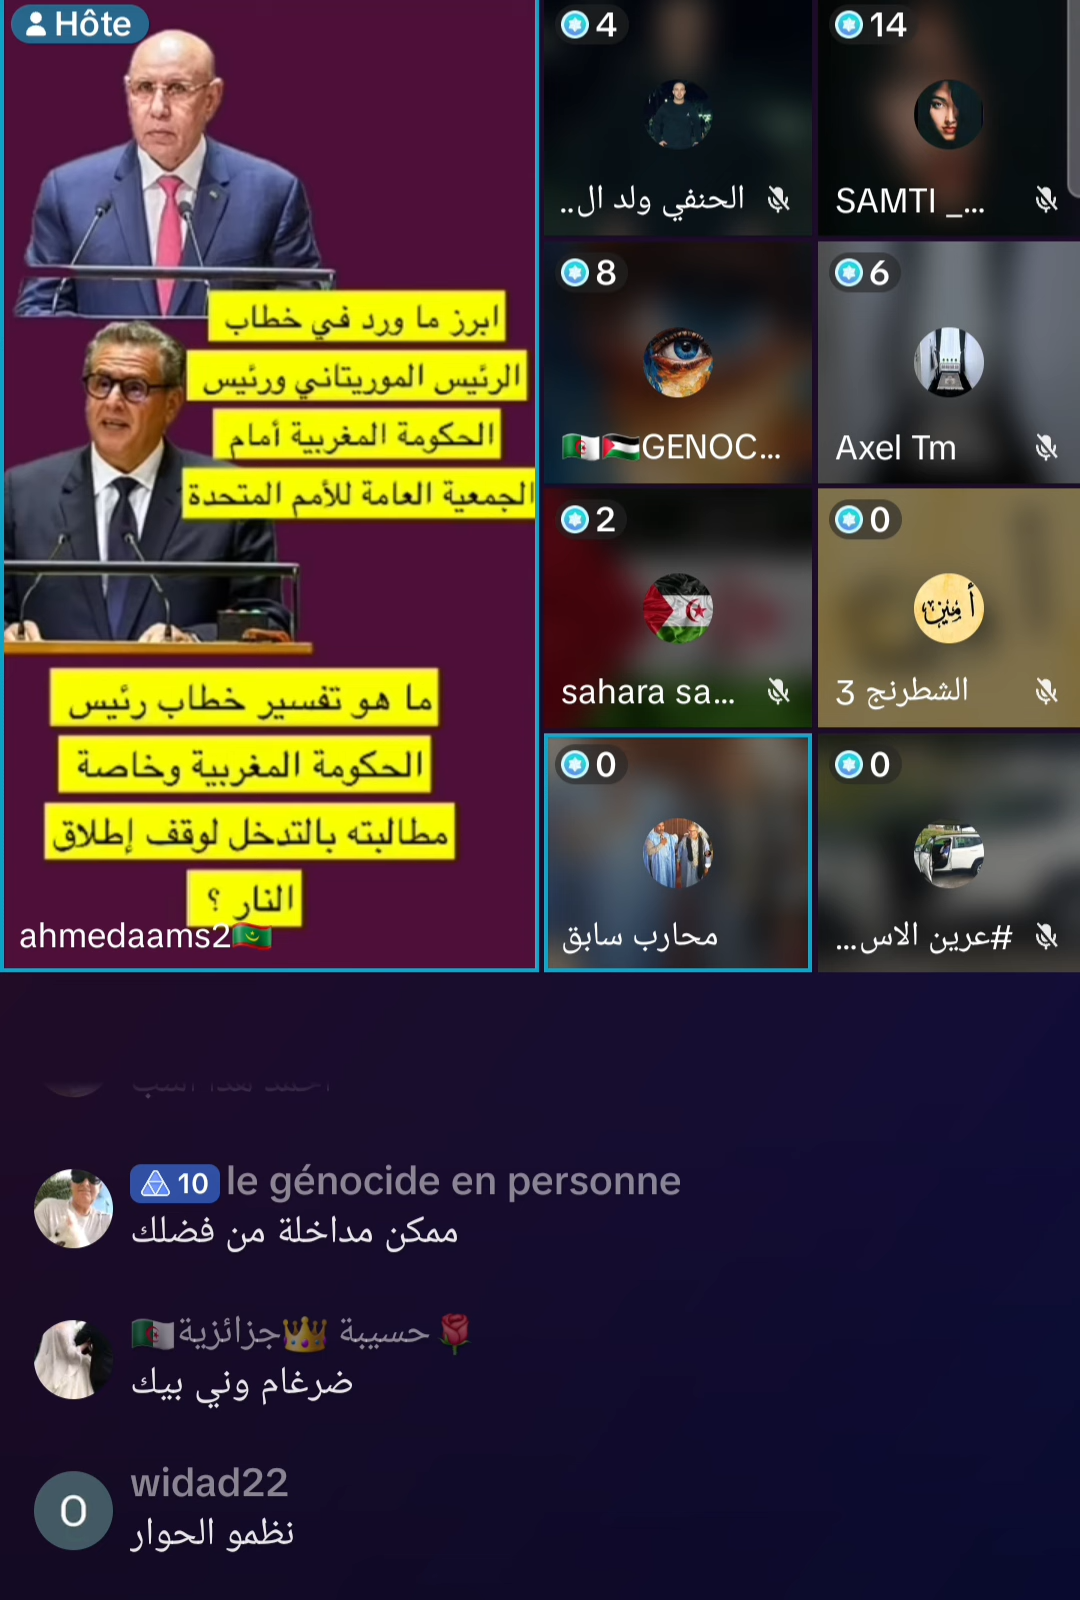 Hôte
ابرز ما ورد في خطاب
الرئيس الموريتاني ورئيس
الحكومة المغربية أمام
الجمعية العامة للأمم المتحدة
ما هو تفسير خطاب رئيس
الحكومة المغربية وخاصة
مطالبته بالتدخل لوقف إطلاق
النار ؟
ahmedaams2🇲🇷
4
الحنفي ولد ال..
14
SAMTI _...
8
🇩🇿🇵🇸GENOC...
6
Axel Tm
2
sahara sa...
0
أمين
الشطرنج 3
0
محارب سابق
0
#عرين الاس...
10 le génocide en personne
ممكن مداخلة من فضلك
🇩🇿جزائزية👑 حسيبة🌹
ضرغام وني بيك
O
widad22
نظمو الحوار